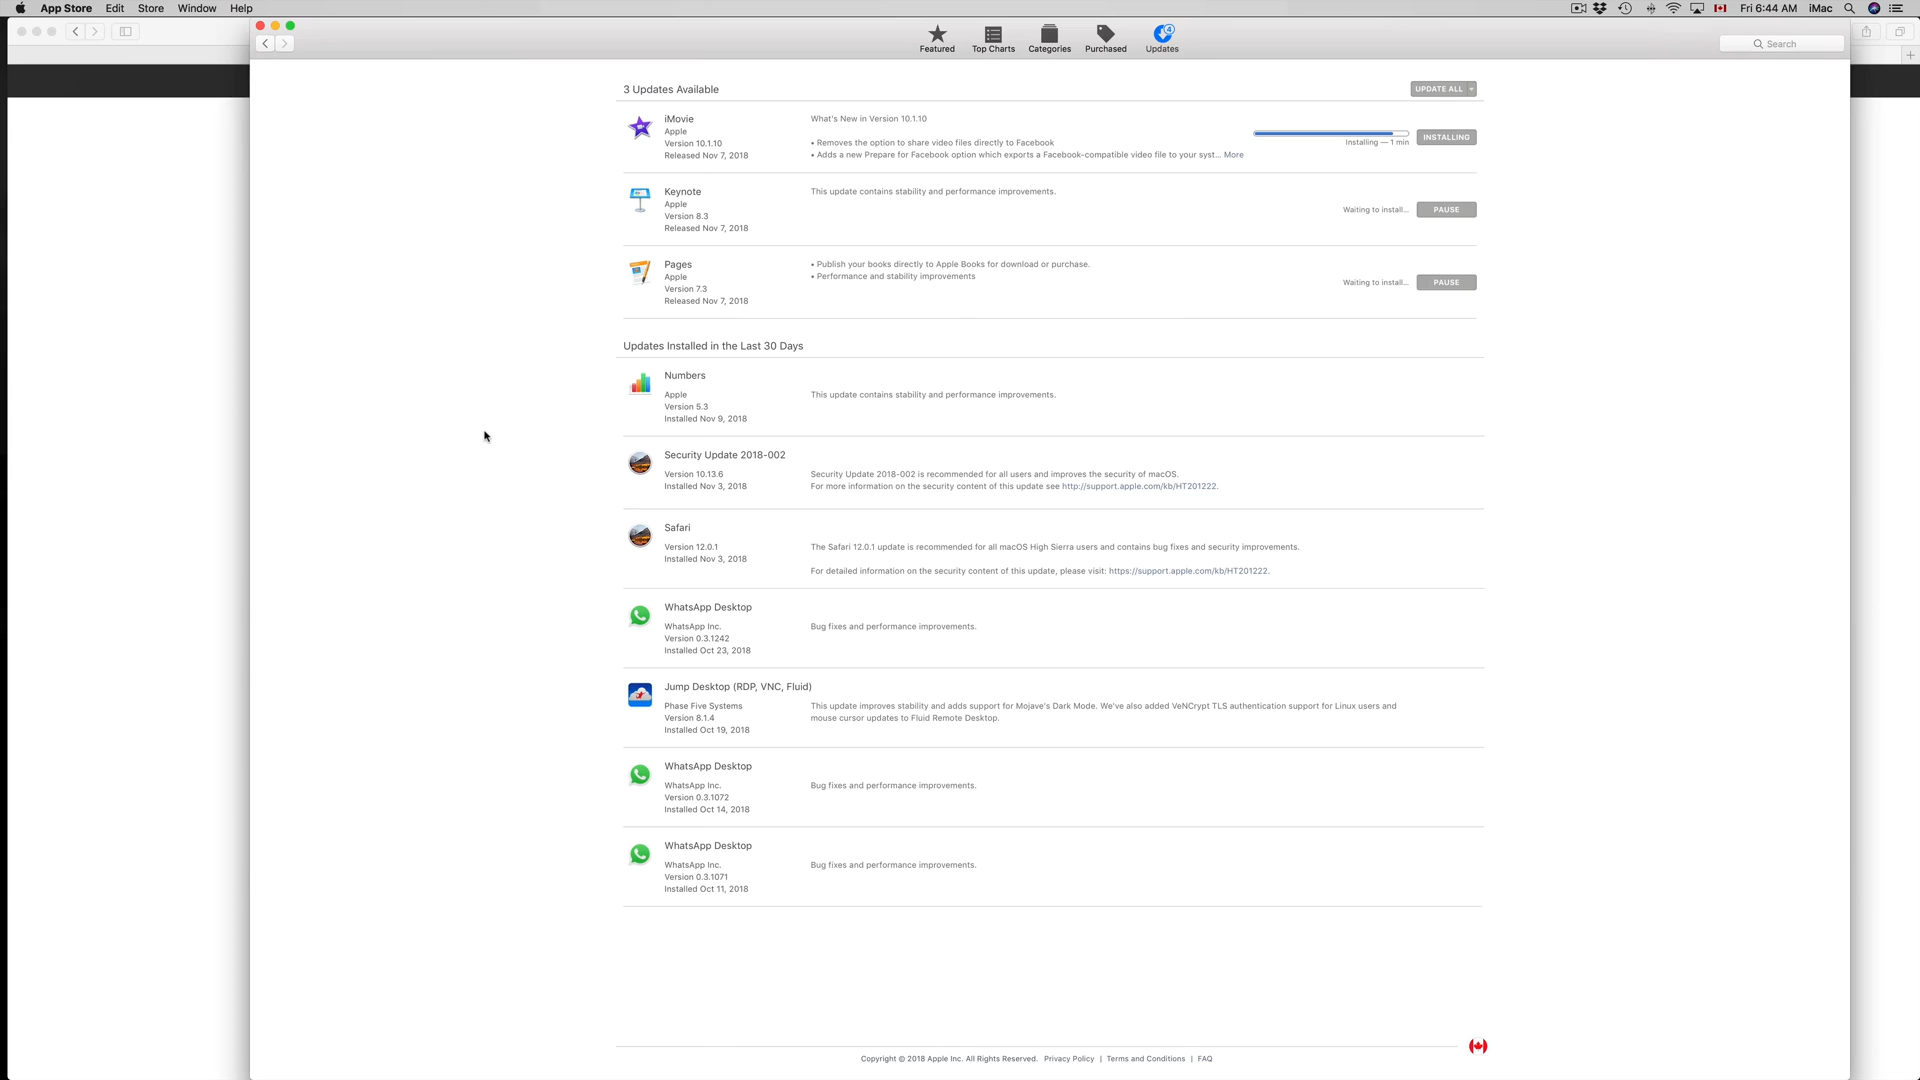 App Store Edit Store Window Help
Fri 6:44 AM iMac
Featured Top Charts Categories Purchased Updates
4
Search
3 Updates Available
UPDATE ALL
iMovie
Apple
Version 10.1.10
Released Nov 7, 2018
What's New in Version 10.1.10
• Removes the option to share video files directly to Facebook
• Adds a new Prepare for Facebook option which exports a Facebook-compatible video file to your syst... More
Installing — 1 min
INSTALLING
Keynote
Apple
Version 8.3
Released Nov 7, 2018
This update contains stability and performance improvements.
Waiting to install...
PAUSE
Pages
Apple
Version 7.3
Released Nov 7, 2018
• Publish your books directly to Apple Books for download or purchase.
• Performance and stability improvements
Waiting to install...
PAUSE
Updates Installed in the Last 30 Days
Numbers
Apple
Version 5.3
Installed Nov 9, 2018
This update contains stability and performance improvements.
Security Update 2018-002
Version 10.13.6
Installed Nov 3, 2018
Security Update 2018-002 is recommended for all users and improves the security of macOS.
For more information on the security content of this update see http://support.apple.com/kb/HT201222.
Safari
Version 12.0.1
Installed Nov 3, 2018
The Safari 12.0.1 update is recommended for all macOS High Sierra users and contains bug fixes and security improvements.
For detailed information on the security content of this update, please visit: https://support.apple.com/kb/HT201222.
WhatsApp Desktop
WhatsApp Inc.
Version 0.3.1242
Installed Oct 23, 2018
Bug fixes and performance improvements.
Jump Desktop (RDP, VNC, Fluid)
Phase Five Systems
Version 8.1.4
Installed Oct 19, 2018
This update improves stability and adds support for Mojave's Dark Mode. We've also added VeNCrypt TLS authentication support for Linux users and
mouse cursor updates to Fluid Remote Desktop.
WhatsApp Desktop
WhatsApp Inc.
Version 0.3.1072
Installed Oct 14, 2018
Bug fixes and performance improvements.
WhatsApp Desktop
WhatsApp Inc.
Version 0.3.1071
Installed Oct 11, 2018
Bug fixes and performance improvements.
Copyright © 2018 Apple Inc. All Rights Reserved. Privacy Policy | Terms and Conditions | FAQ